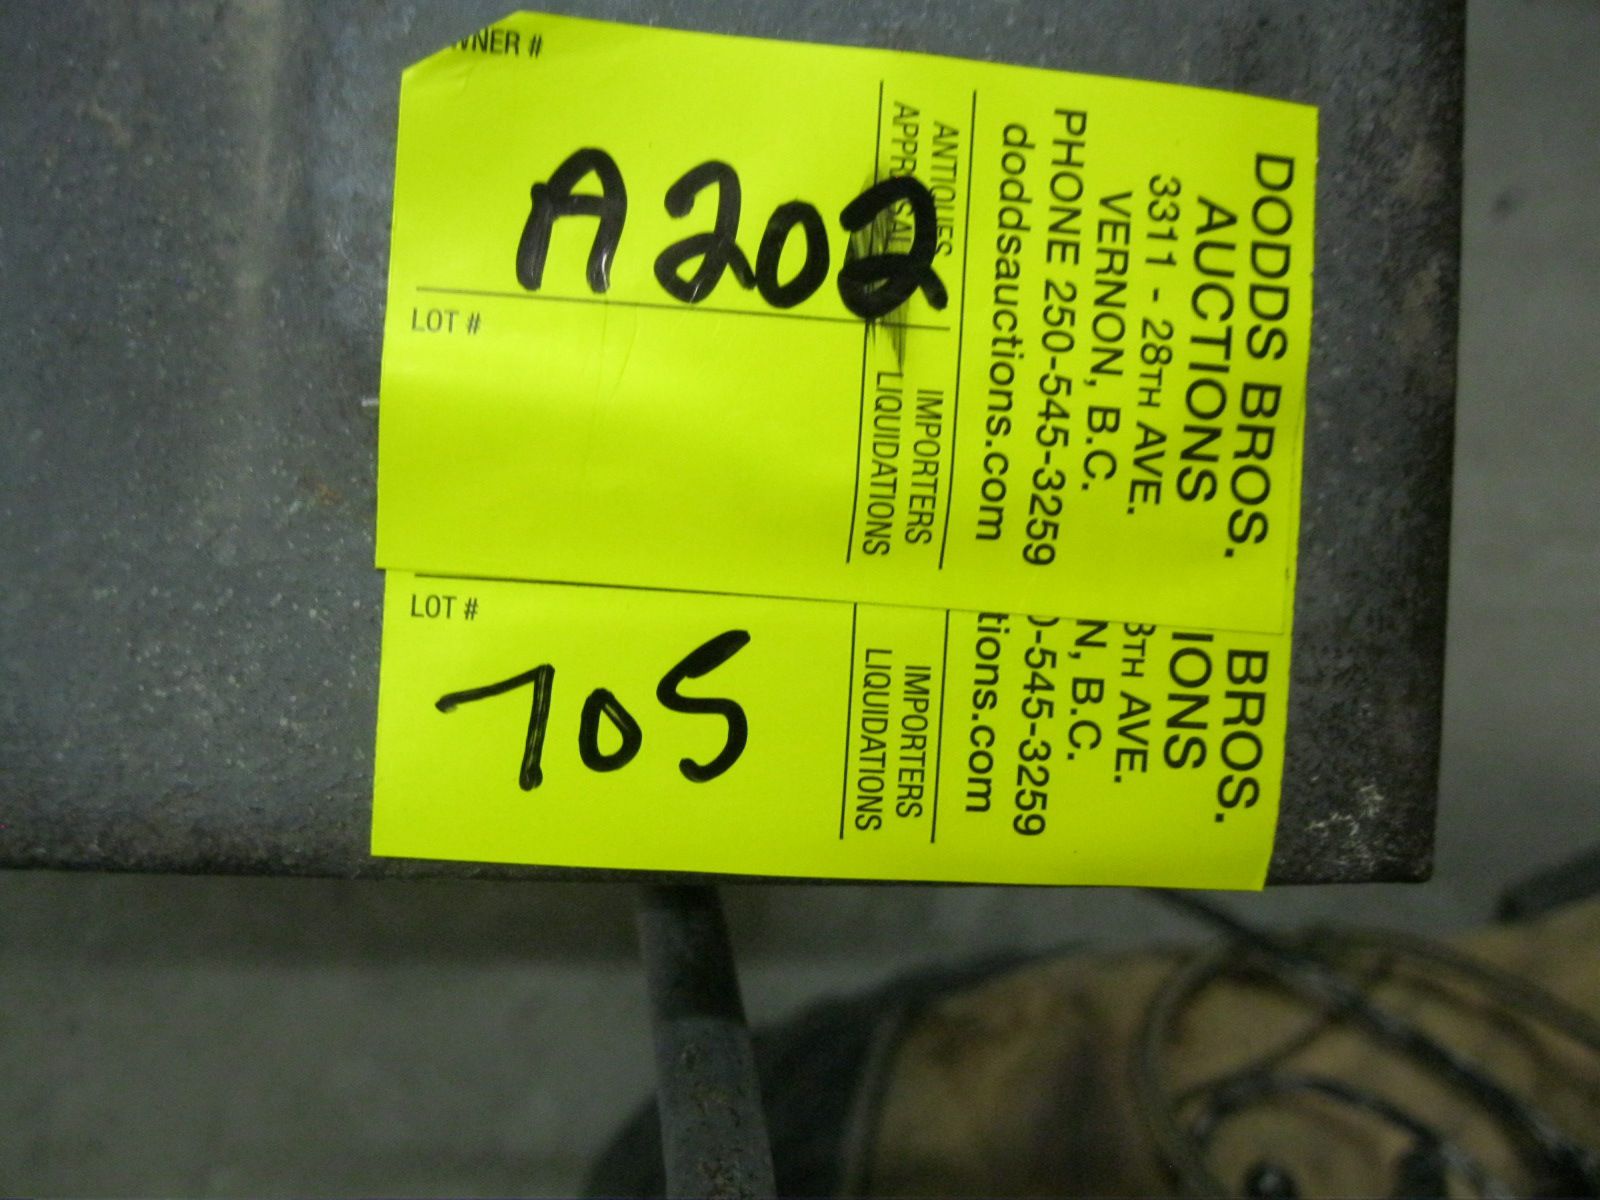 DODDS BROS.
AUCTIONS
3311 - 28TH AVE.
VERNON, B.C.
PHONE 250-545-3259
doddsauctions.com
ANTIQUES IMPORTERS
LIQUIDATIONS
WNER #
A202
LOT #
BROS.
IONS
8TH AVE.
N, B.C.
0-545-3259
tions.com
IMPORTERS
LIQUIDATIONS
LOT #
705